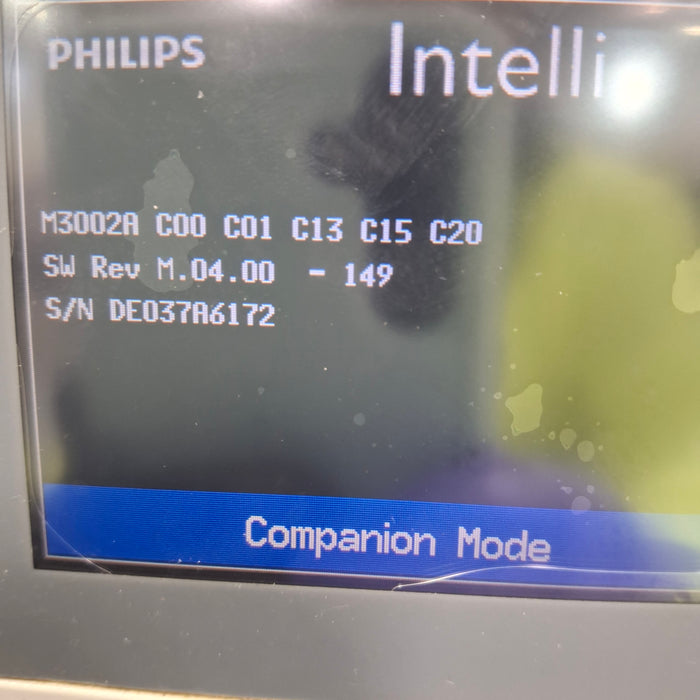 PHILIPS
Intelli
M3002A C00 C01 C13 C15 C20
SW Rev M.04.00 - 149
S/N DE037A6172
Companion Mode